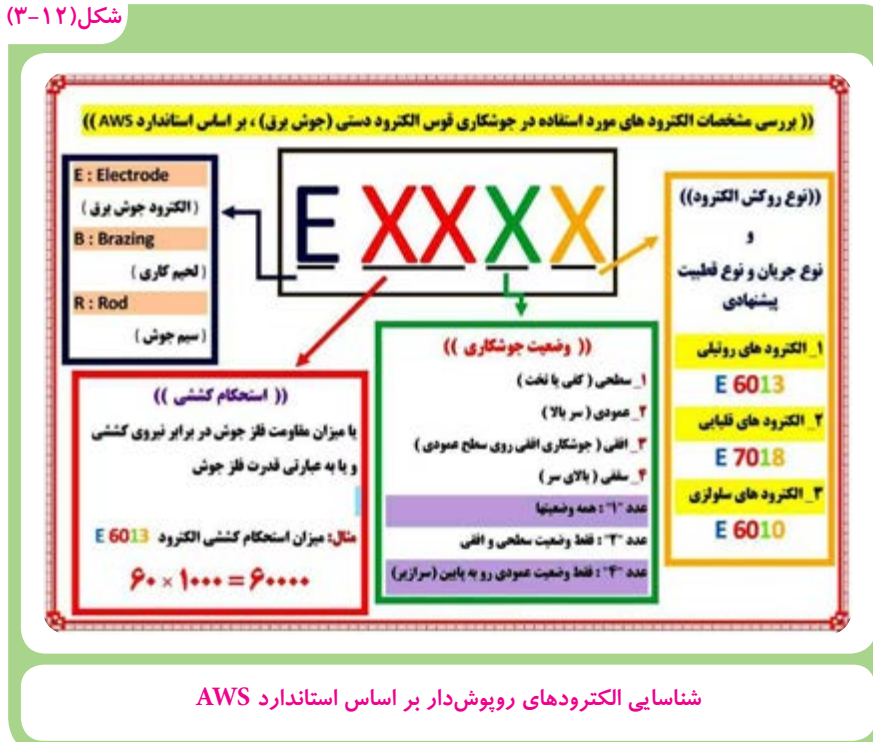 شکل(۱۲-۳)
(( بررسی مشخصات الکترود های مورد استفاده در جوشکاری قوس الکترود دستی (جوش برق) ، بر اساس استاندارد AWS ))
E XX X X
E : Electrode
( الکترود جوش برق )
B : Brazing
( لحیم کاری )
R : Rod
( سیم جوش )
((نوع روکش الکترود))
و
نوع جریان و نوع قطبیت
پیشنهادی
۱_ الکترود های روتیلی
E 6013
۲_ الکترود های قلیایی
E 7018
۳_ الکترود های سلولزی
E 6010
(( وضعیت جوشکاری ))
۱_ سطحی ( کفی یا تخت )
۲_ عمودی ( سر بالا )
۳_ افقی ( جوشکاری افقی روی سطح عمودی )
۴_ سقفی ( بالای سر )
عدد "۱" : همه وضعیتها
عدد "۲" : فقط وضعیت سطحی و افقی
عدد "۴" : فقط وضعیت عمودی رو به پایین (سرازیر)
(( استحکام کششی ))
یا میزان مقاومت فلز جوش در برابر نیروی کششی
و یا به عبارتی قدرت فلز جوش
مثال: میزان استحکام کششی الکترود E 6013
۶۰ × ۱۰۰۰ = ۶۰۰۰۰
شناسایی الکترودهای روپوش‌دار بر اساس استاندارد AWS